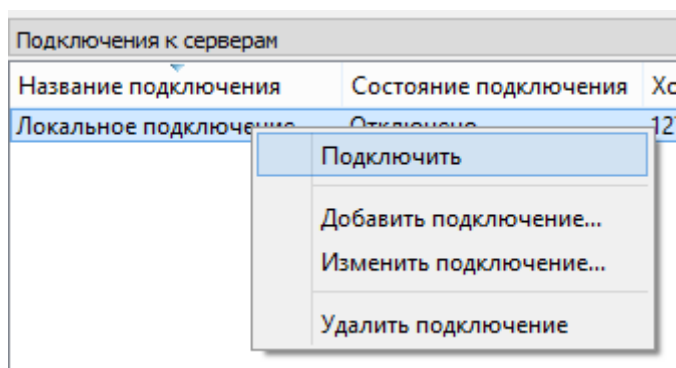 Подключения к серверам
Название подключения Состояние подключения
Локальное подключение
Подключить
Добавить подключение...
Изменить подключение...
Удалить подключение